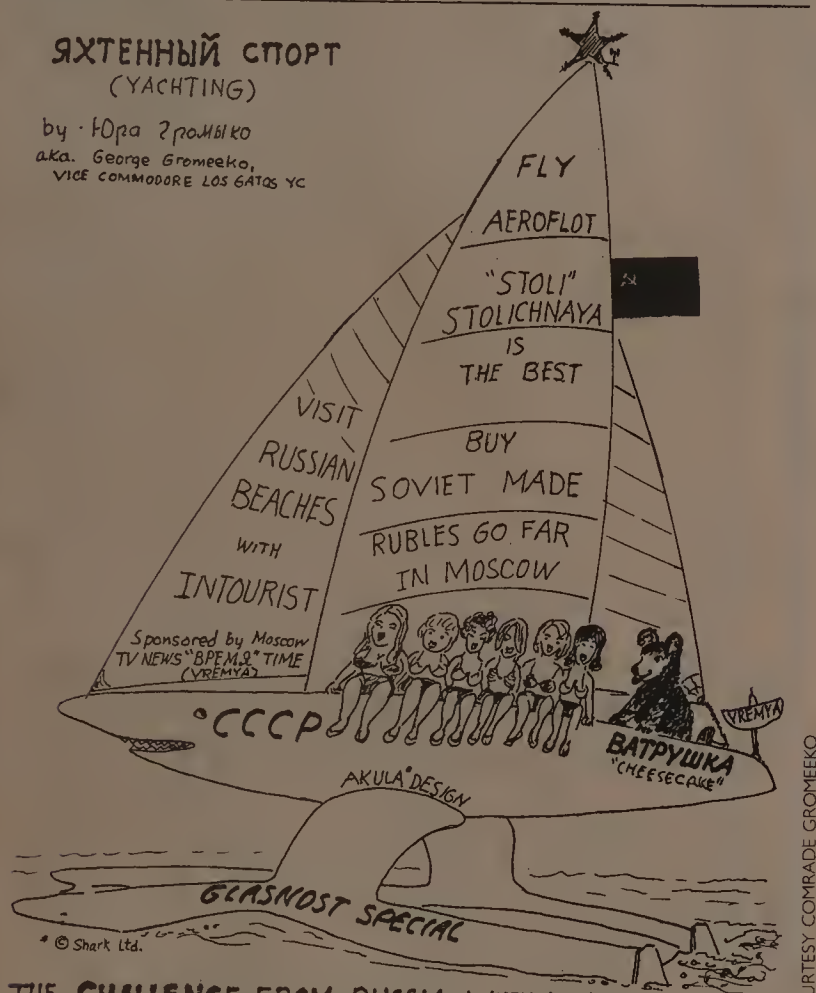 ЯХТЕННЫЙ СПОРТ
(YACHTING)
by · Юра Громыко
aka. George Gromeeko,
VICE COMMODORE LOS GATOS YC
FLY
AEROFLOT
"STOLI"
STOLICHNAYA
IS
THE BEST
BUY
SOVIET MADE
RUBLES GO FAR
IN MOSCOW
VISIT
RUSSIAN
BEACHES
WITH
INTOURIST
Sponsored by Moscow
TV NEWS "ВРЕМЯ" TIME
(VREMYA)
CCCP
ВАТРУШКА
"CHEESECAKE"
VREMYA
AKULA* DESIGN
GLASNOST SPECIAL
* © Shark Ltd.
COMRADE GROMEEKO
THE CHALLENGE FROM RUSSIA